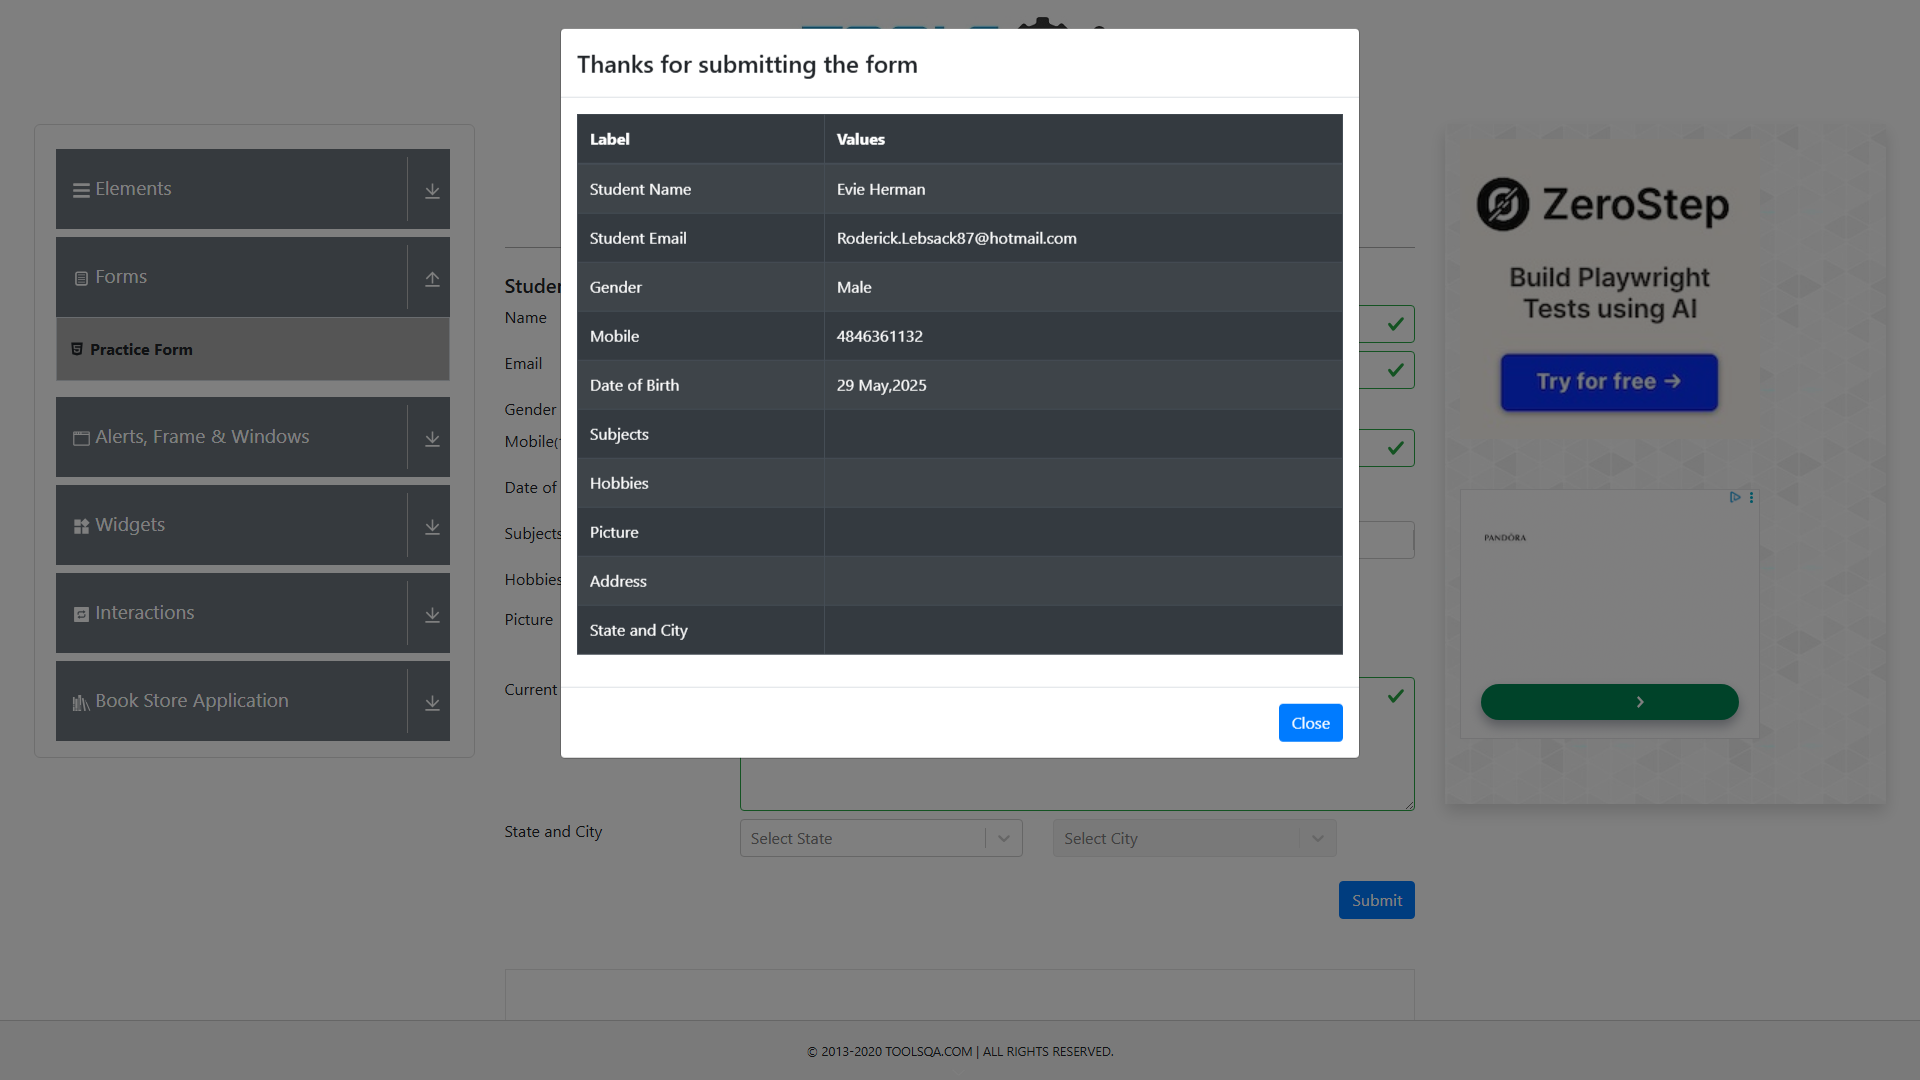 Thanks for submitting the form
Label Values
Student Name Evie Herman
Student Email Roderick.Lebsack87@hotmail.com
Gender Male
Mobile 4846361132
Date of Birth 29 May,2025
Subjects
Hobbies
Picture
Address
State and City
Close
Elements
Forms
Practice Form
Alerts, Frame & Windows
Widgets
Interactions
Book Store Application
Name
Email
Gender
Date of
Subjects
Hobbies
Picture
Current
State and City
Select State
Select City
Submit
ZeroStep
Build Playwright
Tests using AI
Try for free →
PANDÖRA
© 2013-2020 TOOLSQA.COM | ALL RIGHTS RESERVED.